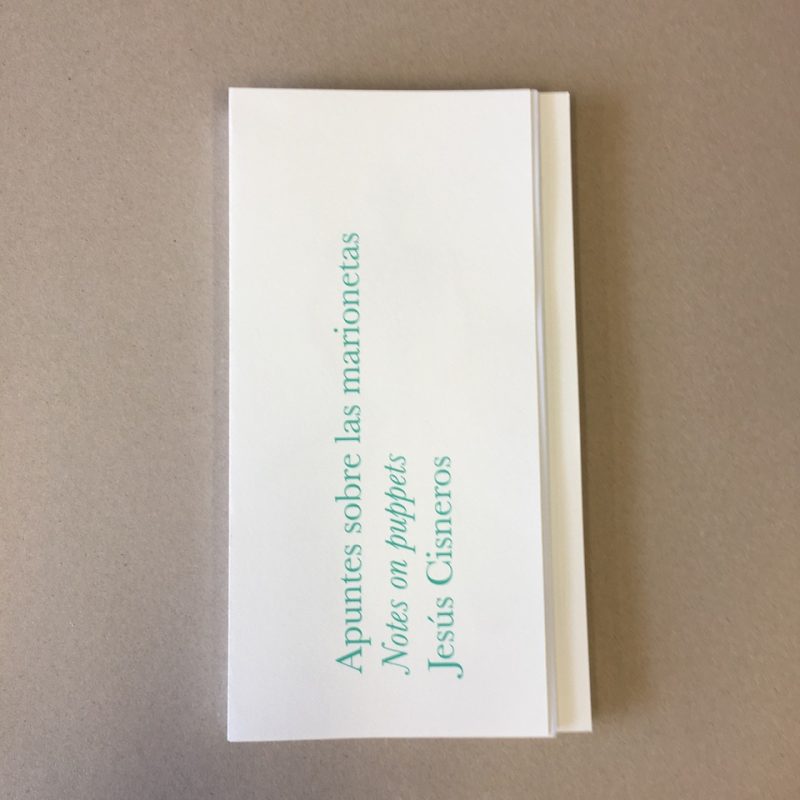 Apuntes sobre las marionetas
Notes on puppets
Jesús Cisneros